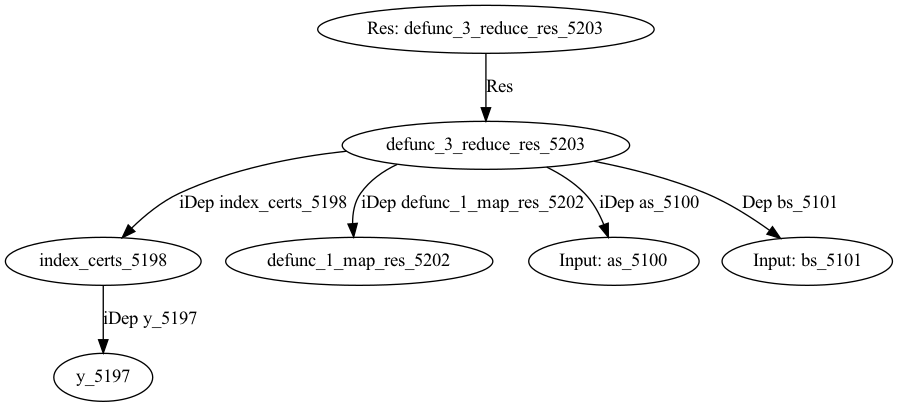 Res: defunc_3_reduce_res_5203
Res
defunc_3_reduce_res_5203
iDep index_certs_5198
iDep defunc_1_map_res_5202
iDep as_5100
Dep bs_5101
index_certs_5198
defunc_1_map_res_5202
Input: as_5100
Input: bs_5101
iDep y_5197
y_5197